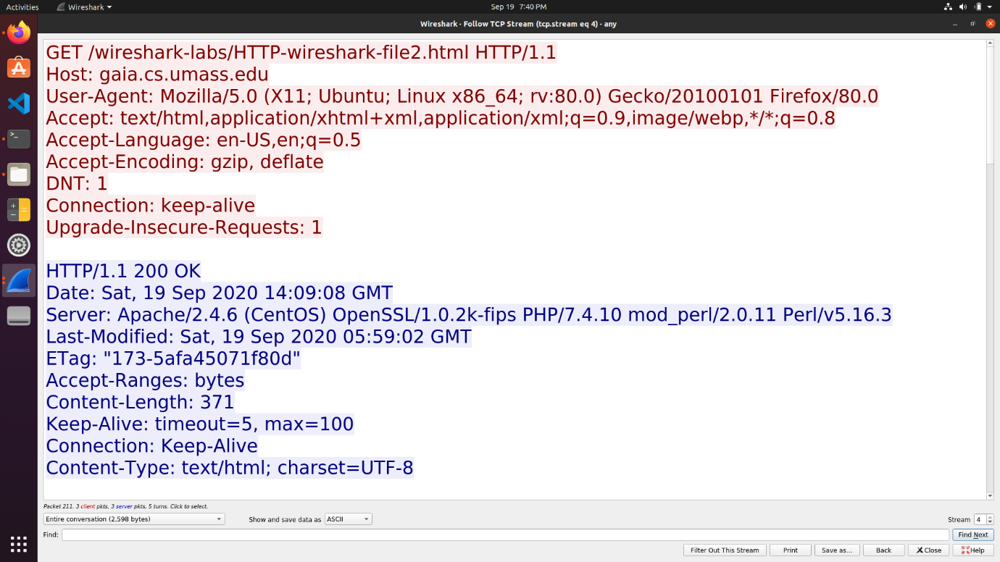 Activities
Wireshark
Sep 19 7:40 PM
Wireshark · Follow TCP Stream (tcp.stream eq 4) · any
GET /wireshark-labs/HTTP-wireshark-file2.html HTTP/1.1
Host: gaia.cs.umass.edu
User-Agent: Mozilla/5.0 (X11; Ubuntu; Linux x86_64; rv:80.0) Gecko/20100101 Firefox/80.0
Accept: text/html,application/xhtml+xml,application/xml;q=0.9,image/webp,*/*;q=0.8
Accept-Language: en-US,en;q=0.5
Accept-Encoding: gzip, deflate
DNT: 1
Connection: keep-alive
Upgrade-Insecure-Requests: 1
HTTP/1.1 200 OK
Date: Sat, 19 Sep 2020 14:09:08 GMT
Server: Apache/2.4.6 (CentOS) OpenSSL/1.0.2k-fips PHP/7.4.10 mod_perl/2.0.11 Perl/v5.16.3
Last-Modified: Sat, 19 Sep 2020 05:59:02 GMT
ETag: "173-5afa45071f80d"
Accept-Ranges: bytes
Content-Length: 371
Keep-Alive: timeout=5, max=100
Connection: Keep-Alive
Content-Type: text/html; charset=UTF-8
Packet 211. 3 client pkts, 3 server pkts, 5 turns. Click to select.
Entire conversation (2,598 bytes)
Show and save data as
ASCII
Stream 4
Find:
Find Next
Filter Out This Stream
Print
Save as...
Back
Close
Help